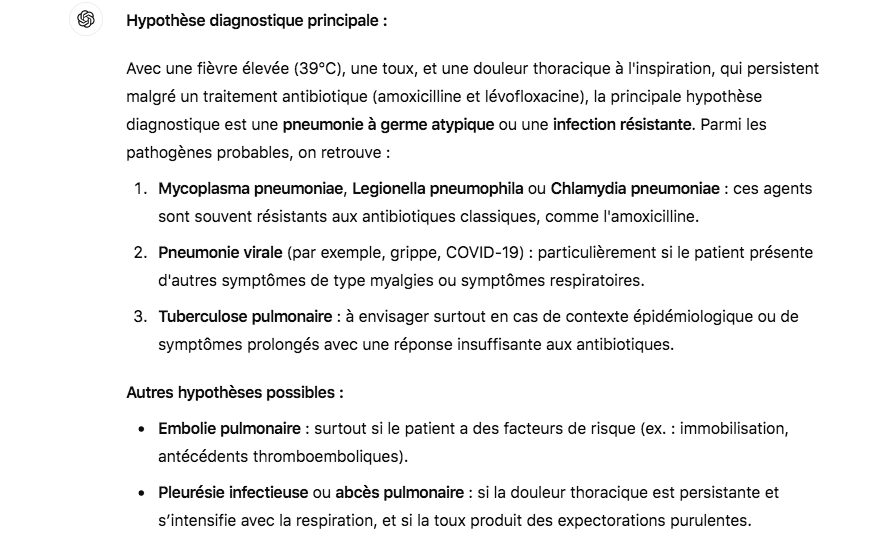 Hypothèse diagnostique principale :
Avec une fièvre élevée (39°C), une toux, et une douleur thoracique à l'inspiration, qui persistent
malgré un traitement antibiotique (amoxicilline et lévofloxacine), la principale hypothèse
diagnostique est une pneumonie à germe atypique ou une infection résistante. Parmi les
pathogènes probables, on retrouve :
1. Mycoplasma pneumoniae, Legionella pneumophila ou Chlamydia pneumoniae : ces agents
sont souvent résistants aux antibiotiques classiques, comme l'amoxicilline.
2. Pneumonie virale (par exemple, grippe, COVID-19) : particulièrement si le patient présente
d'autres symptômes de type myalgies ou symptômes respiratoires.
3. Tuberculose pulmonaire : à envisager surtout en cas de contexte épidémiologique ou de
symptômes prolongés avec une réponse insuffisante aux antibiotiques.
Autres hypothèses possibles :
• Embolie pulmonaire : surtout si le patient a des facteurs de risque (ex. : immobilisation,
antécédents thromboemboliques).
• Pleurésie infectieuse ou abcès pulmonaire : si la douleur thoracique est persistante et
s’intensifie avec la respiration, et si la toux produit des expectorations purulentes.